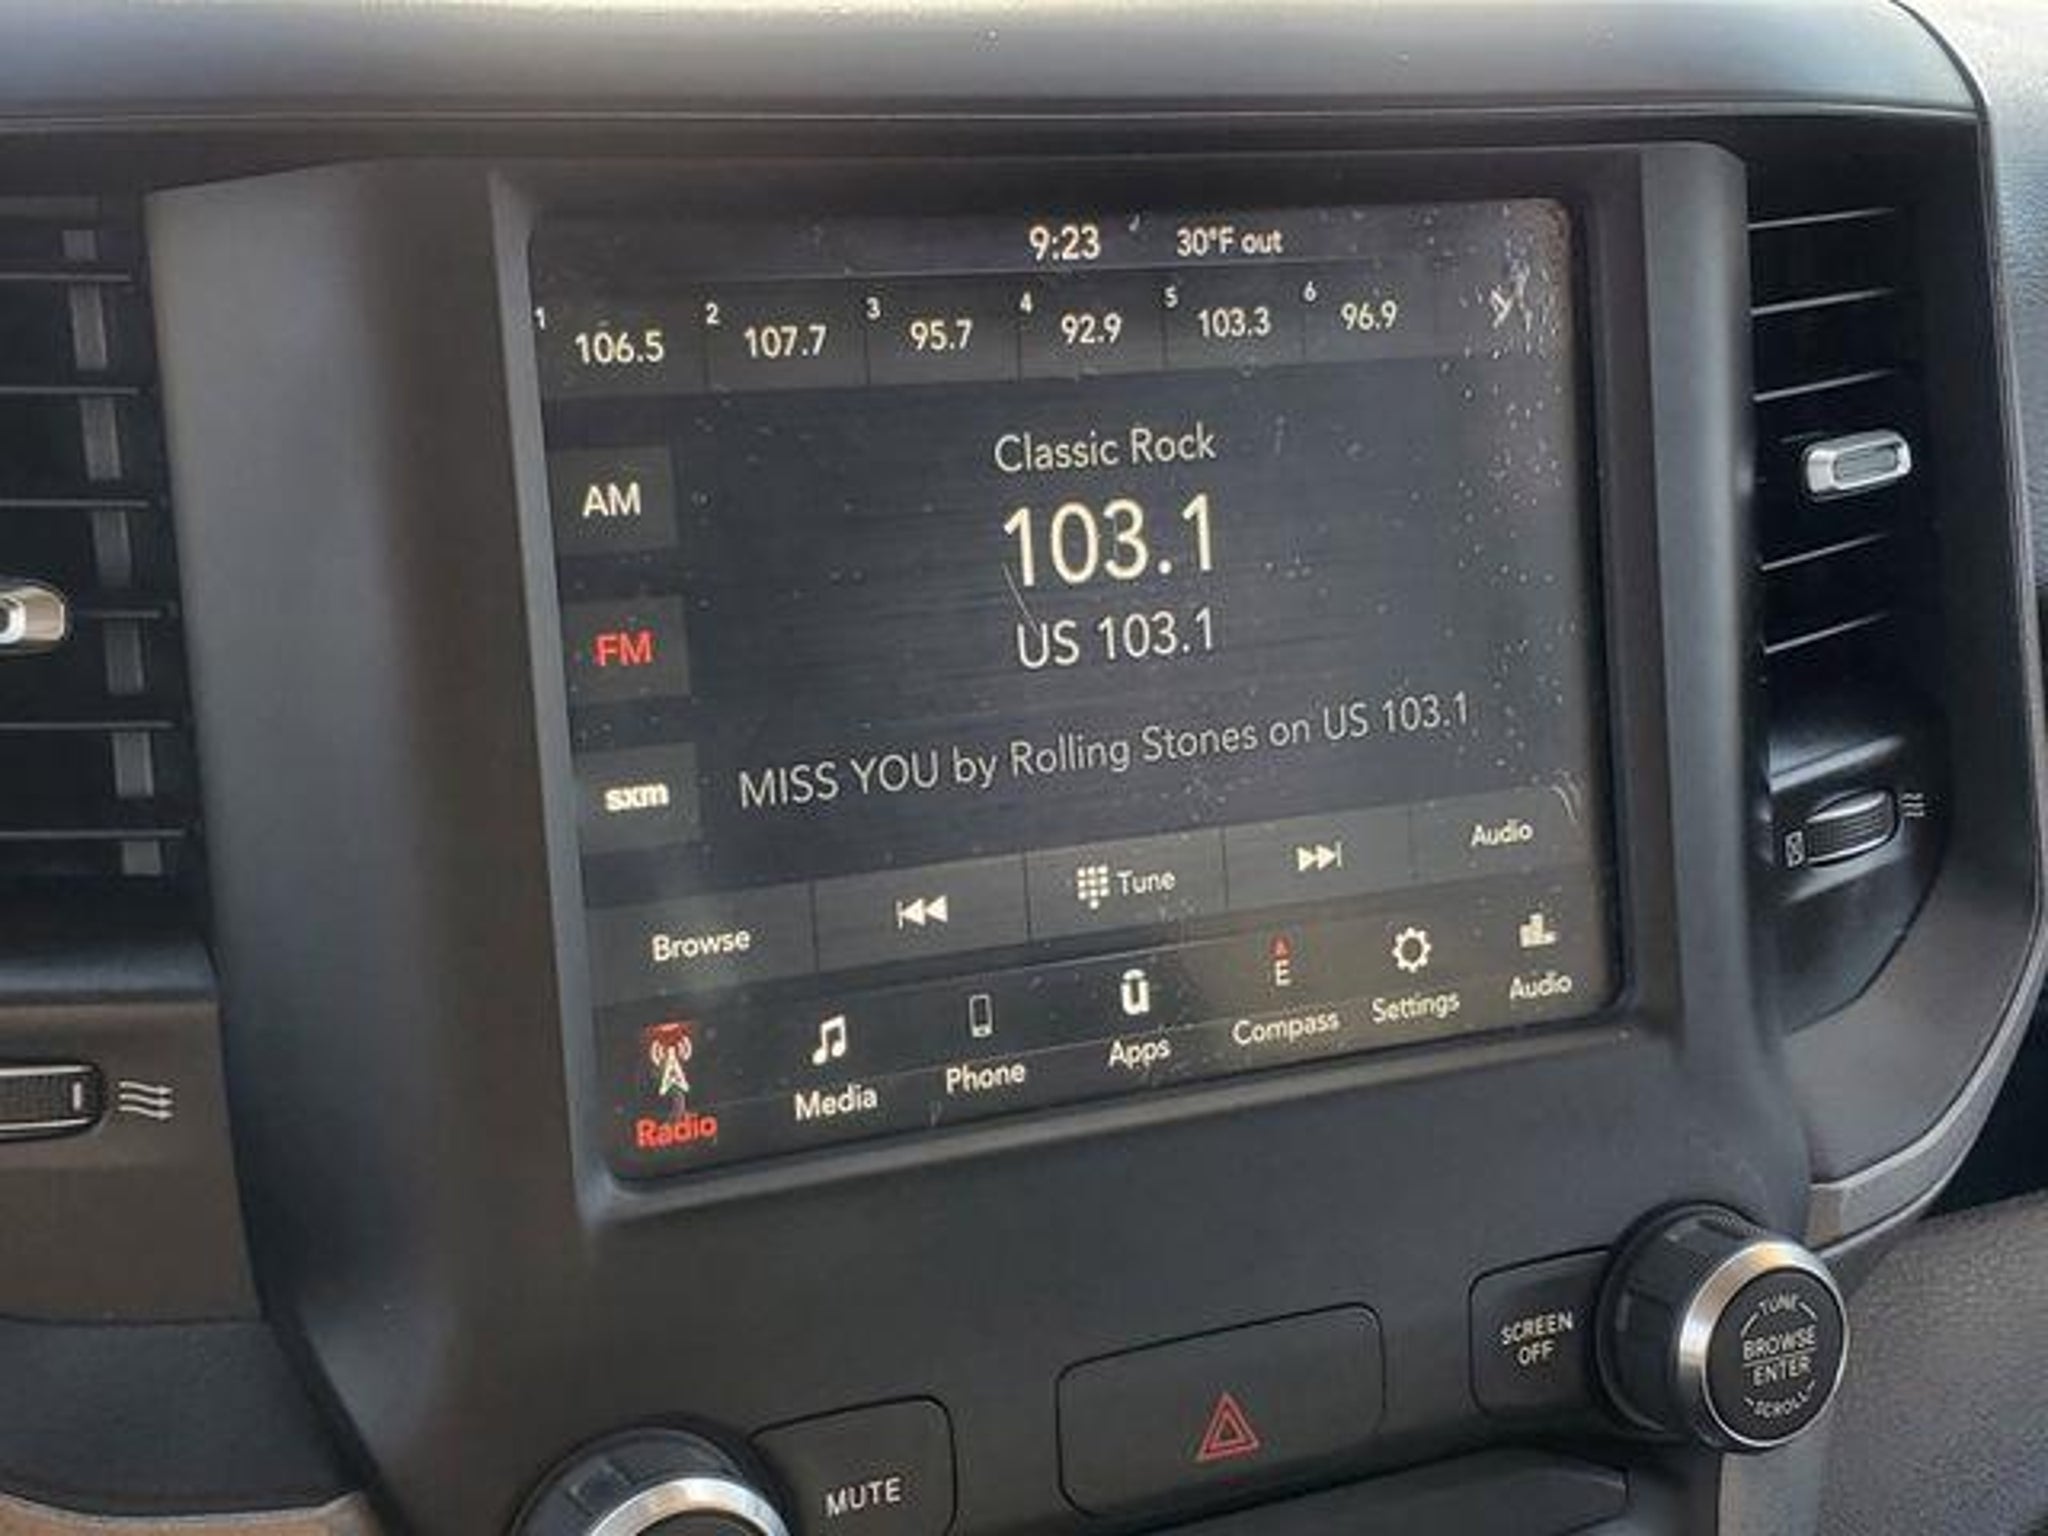 9:23 30°F out
1 106.5 2 107.7 3 95.7 4 92.9 5 103.3 6 96.9
Classic Rock
AM
103.1
FM
US 103.1
sxm
MISS YOU by Rolling Stones on US 103.1
Browse Tune Audio
Radio Media Phone Apps E Compass Settings Audio
SCREEN
OFF
TUNE
BROWSE
ENTER
SCROLL
MUTE